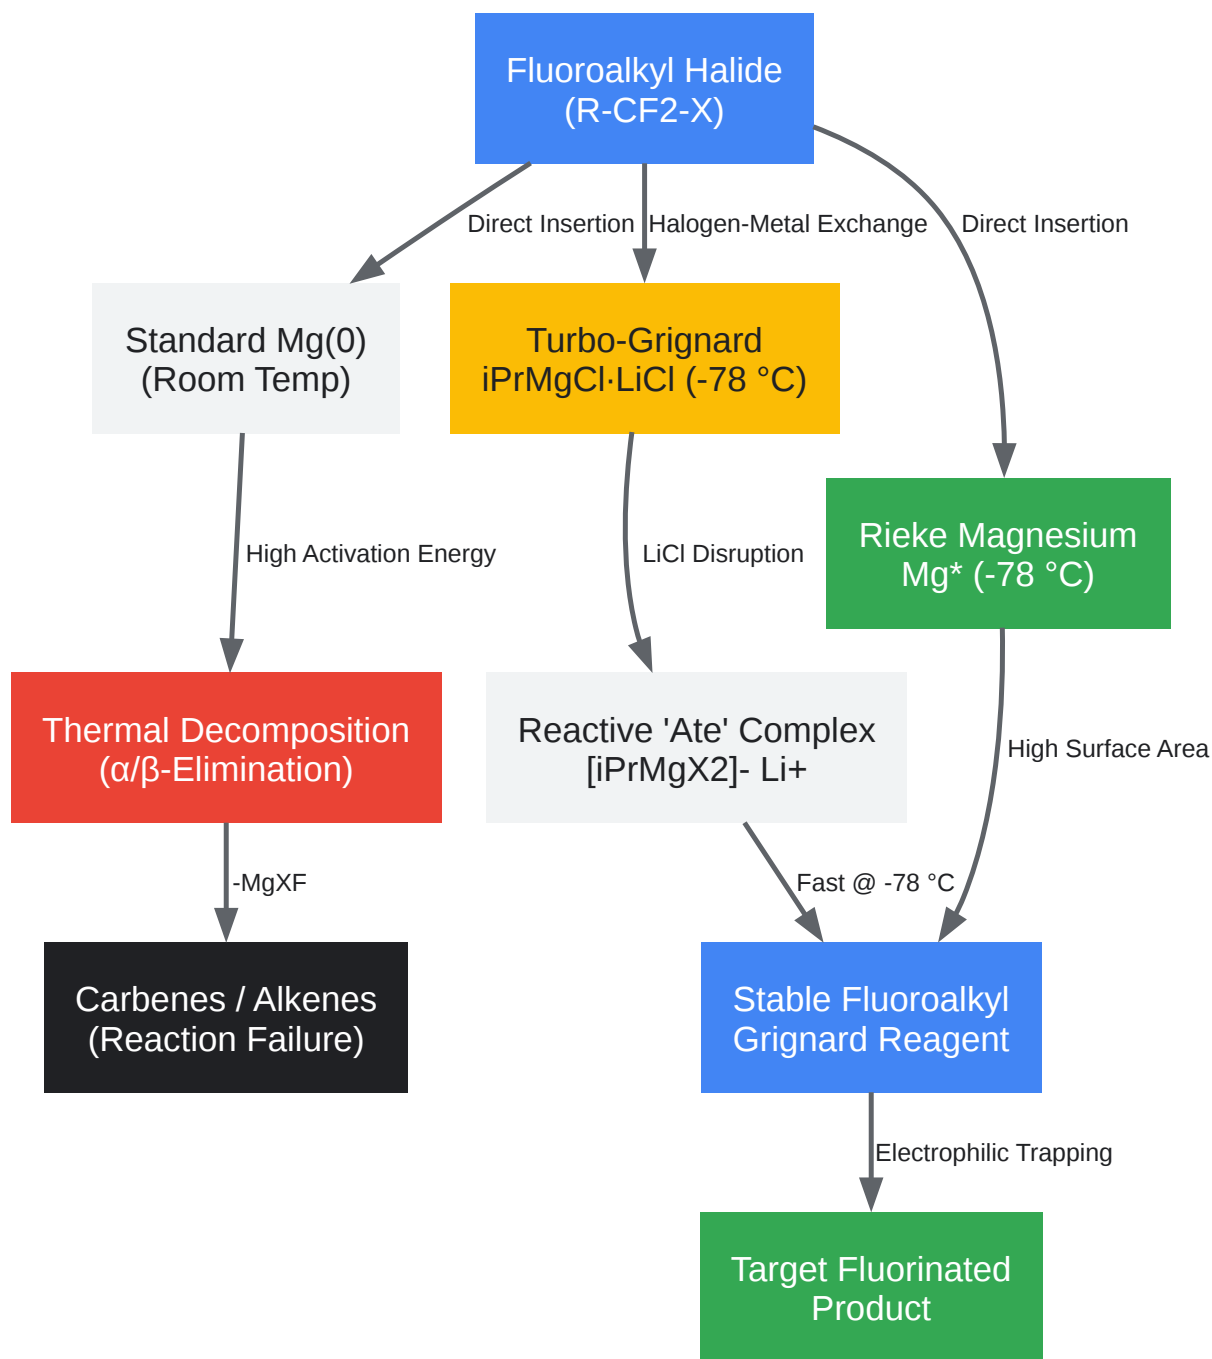 Fluoroalkyl Halide
(R-CF2-X)
Direct Insertion
Halogen-Metal Exchange
Direct Insertion
Standard Mg(0)
(Room Temp)
Turbo-Grignard
iPrMgCl·LiCl (-78 °C)
Rieke Magnesium
Mg* (-78 °C)
High Activation Energy
LiCl Disruption
Thermal Decomposition
(α/β-Elimination)
Reactive 'Ate' Complex
[iPrMgX2]- Li+
High Surface Area
-MgXF
Fast @ -78 °C
Carbenes / Alkenes
(Reaction Failure)
Stable Fluoroalkyl
Grignard Reagent
Electrophilic Trapping
Target Fluorinated
Product